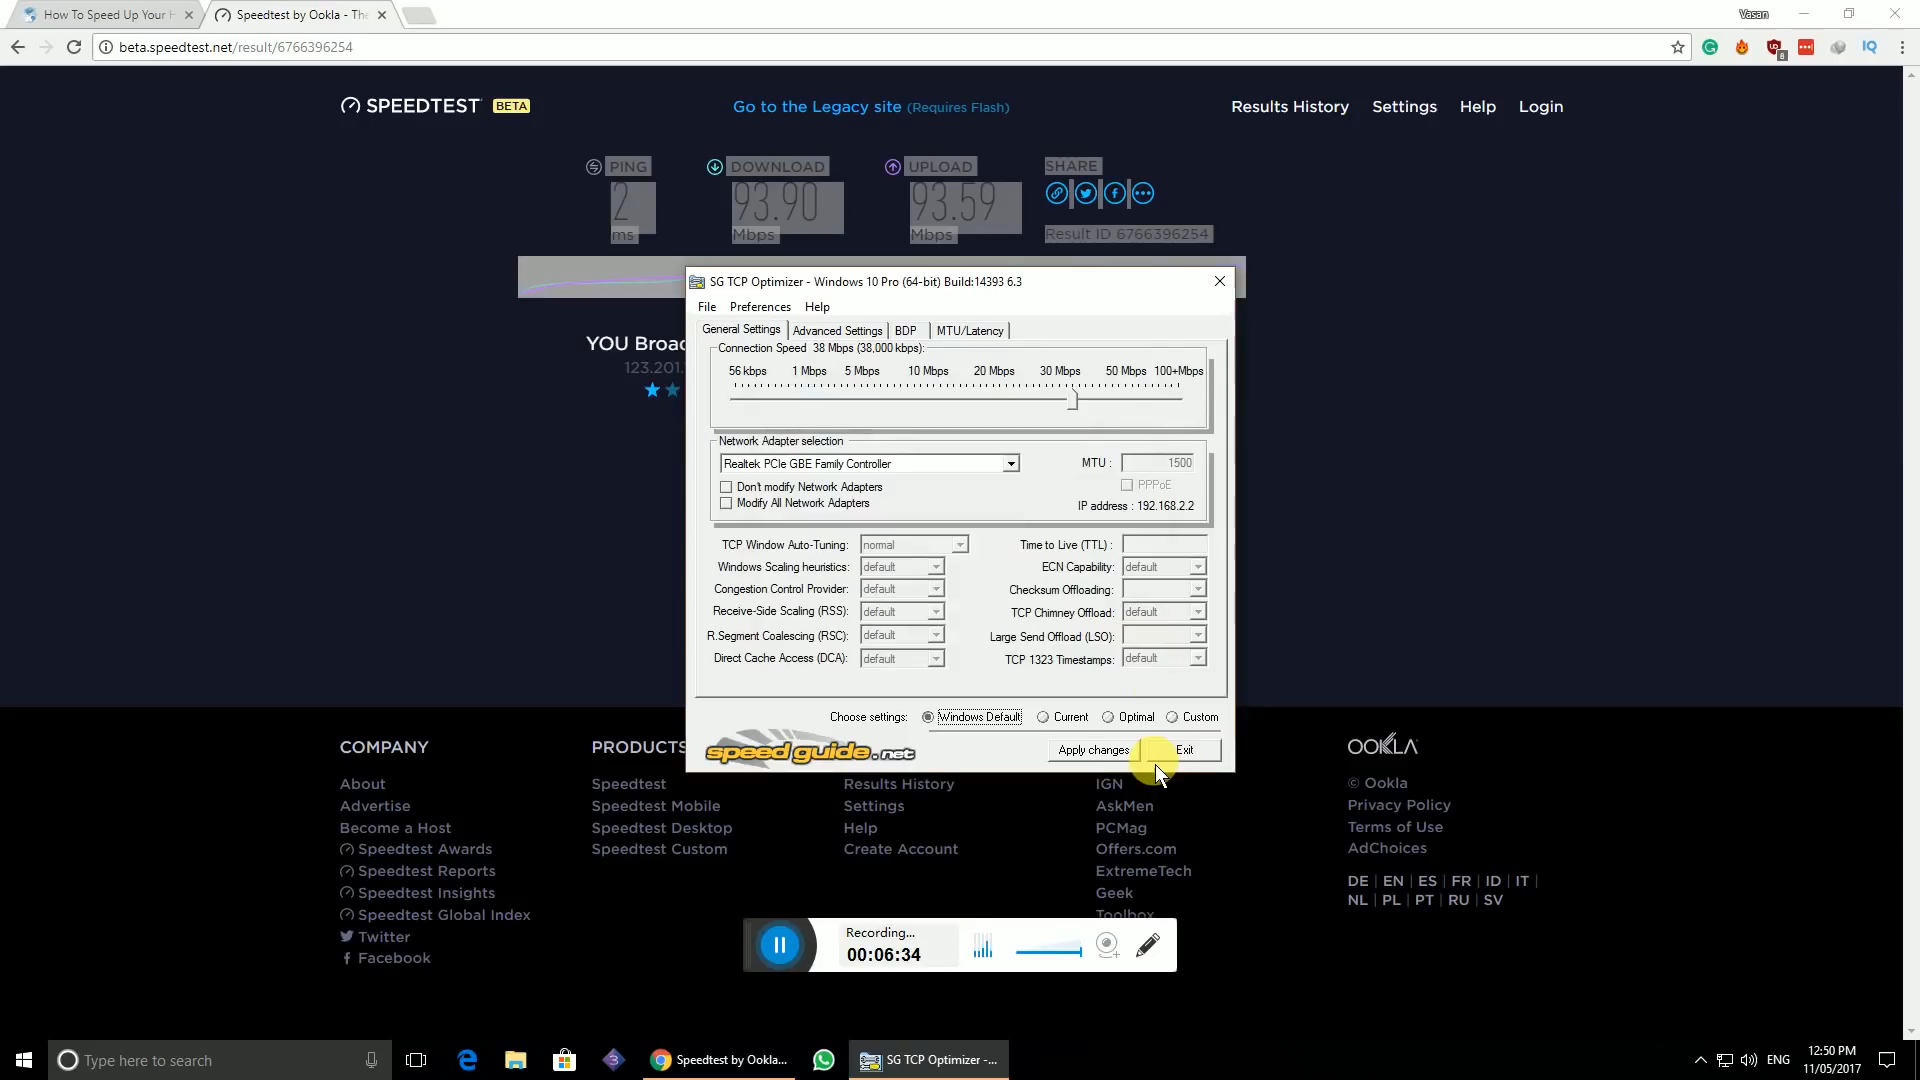 How To Speed Up Your H
Speedtest by Ookla - The
Vasan
beta.speedtest.net/result/6766396254
8
IQ
SPEEDTEST BETA
Go to the Legacy site (Requires Flash)
Results History Settings Help Login
PING DOWNLOAD UPLOAD SHARE
2 93.90 93.59
ms Mbps Mbps Result ID 6766396254
YOU Broad
123.201.
SG TCP Optimizer - Windows 10 Pro (64-bit) Build:14393 6.3
File Preferences Help
General Settings Advanced Settings BDP MTU/Latency
Connection Speed 38 Mbps (38,000 kbps):
56 kbps 1 Mbps 5 Mbps 10 Mbps 20 Mbps 30 Mbps 50 Mbps 100+Mbps
Network Adapter selection
Realtek PCIe GBE Family Controller MTU : 1500
Don't modify Network Adapters PPPoE
Modify All Network Adapters IP address : 192.168.2.2
TCP Window Auto-Tuning: normal Time to Live (TTL) :
Windows Scaling heuristics: default ECN Capability: default
Congestion Control Provider: default Checksum Offloading:
Receive-Side Scaling (RSS): default TCP Chimney Offload: default
R.Segment Coalescing (RSC): default Large Send Offload (LSO):
Direct Cache Access (DCA): default TCP 1323 Timestamps: default
Choose settings: Windows Default Current Optimal Custom
speedguide.net Apply changes Exit
COMPANY
About
Advertise
Become a Host
Speedtest Awards
Speedtest Reports
Speedtest Insights
Speedtest Global Index
Twitter
Facebook
PRODUCTS
Speedtest
Speedtest Mobile
Speedtest Desktop
Speedtest Custom
Results History
Settings
Help
Create Account
IGN
AskMen
PCMag
Offers.com
ExtremeTech
Geek
Toolbox
OOKLA
© Ookla
Privacy Policy
Terms of Use
AdChoices
DE | EN | ES | FR | ID | IT |
NL | PL | PT | RU | SV
Recording...
00:06:34
Type here to search
3
Speedtest by Ookla...
SG TCP Optimizer -...
ENG
12:50 PM
11/05/2017